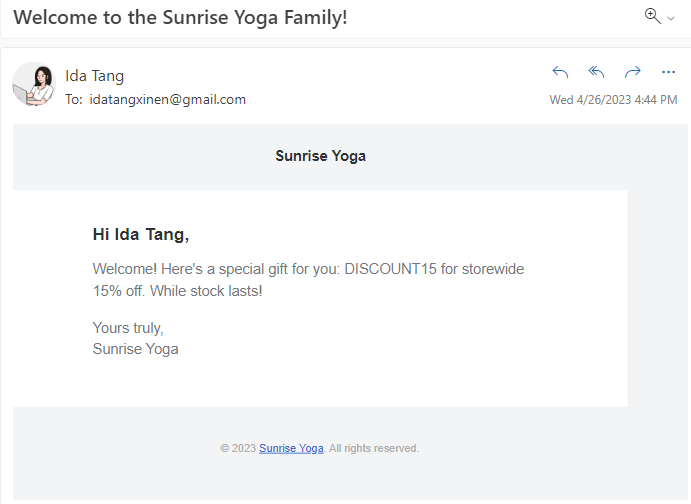 Welcome to the Sunrise Yoga Family!
Ida Tang
To: idatangxinen@gmail.com
Wed 4/26/2023 4:44 PM
Sunrise Yoga
Hi Ida Tang,
Welcome! Here's a special gift for you: DISCOUNT15 for storewide
15% off. While stock lasts!
Yours truly,
Sunrise Yoga
© 2023 Sunrise Yoga. All rights reserved.